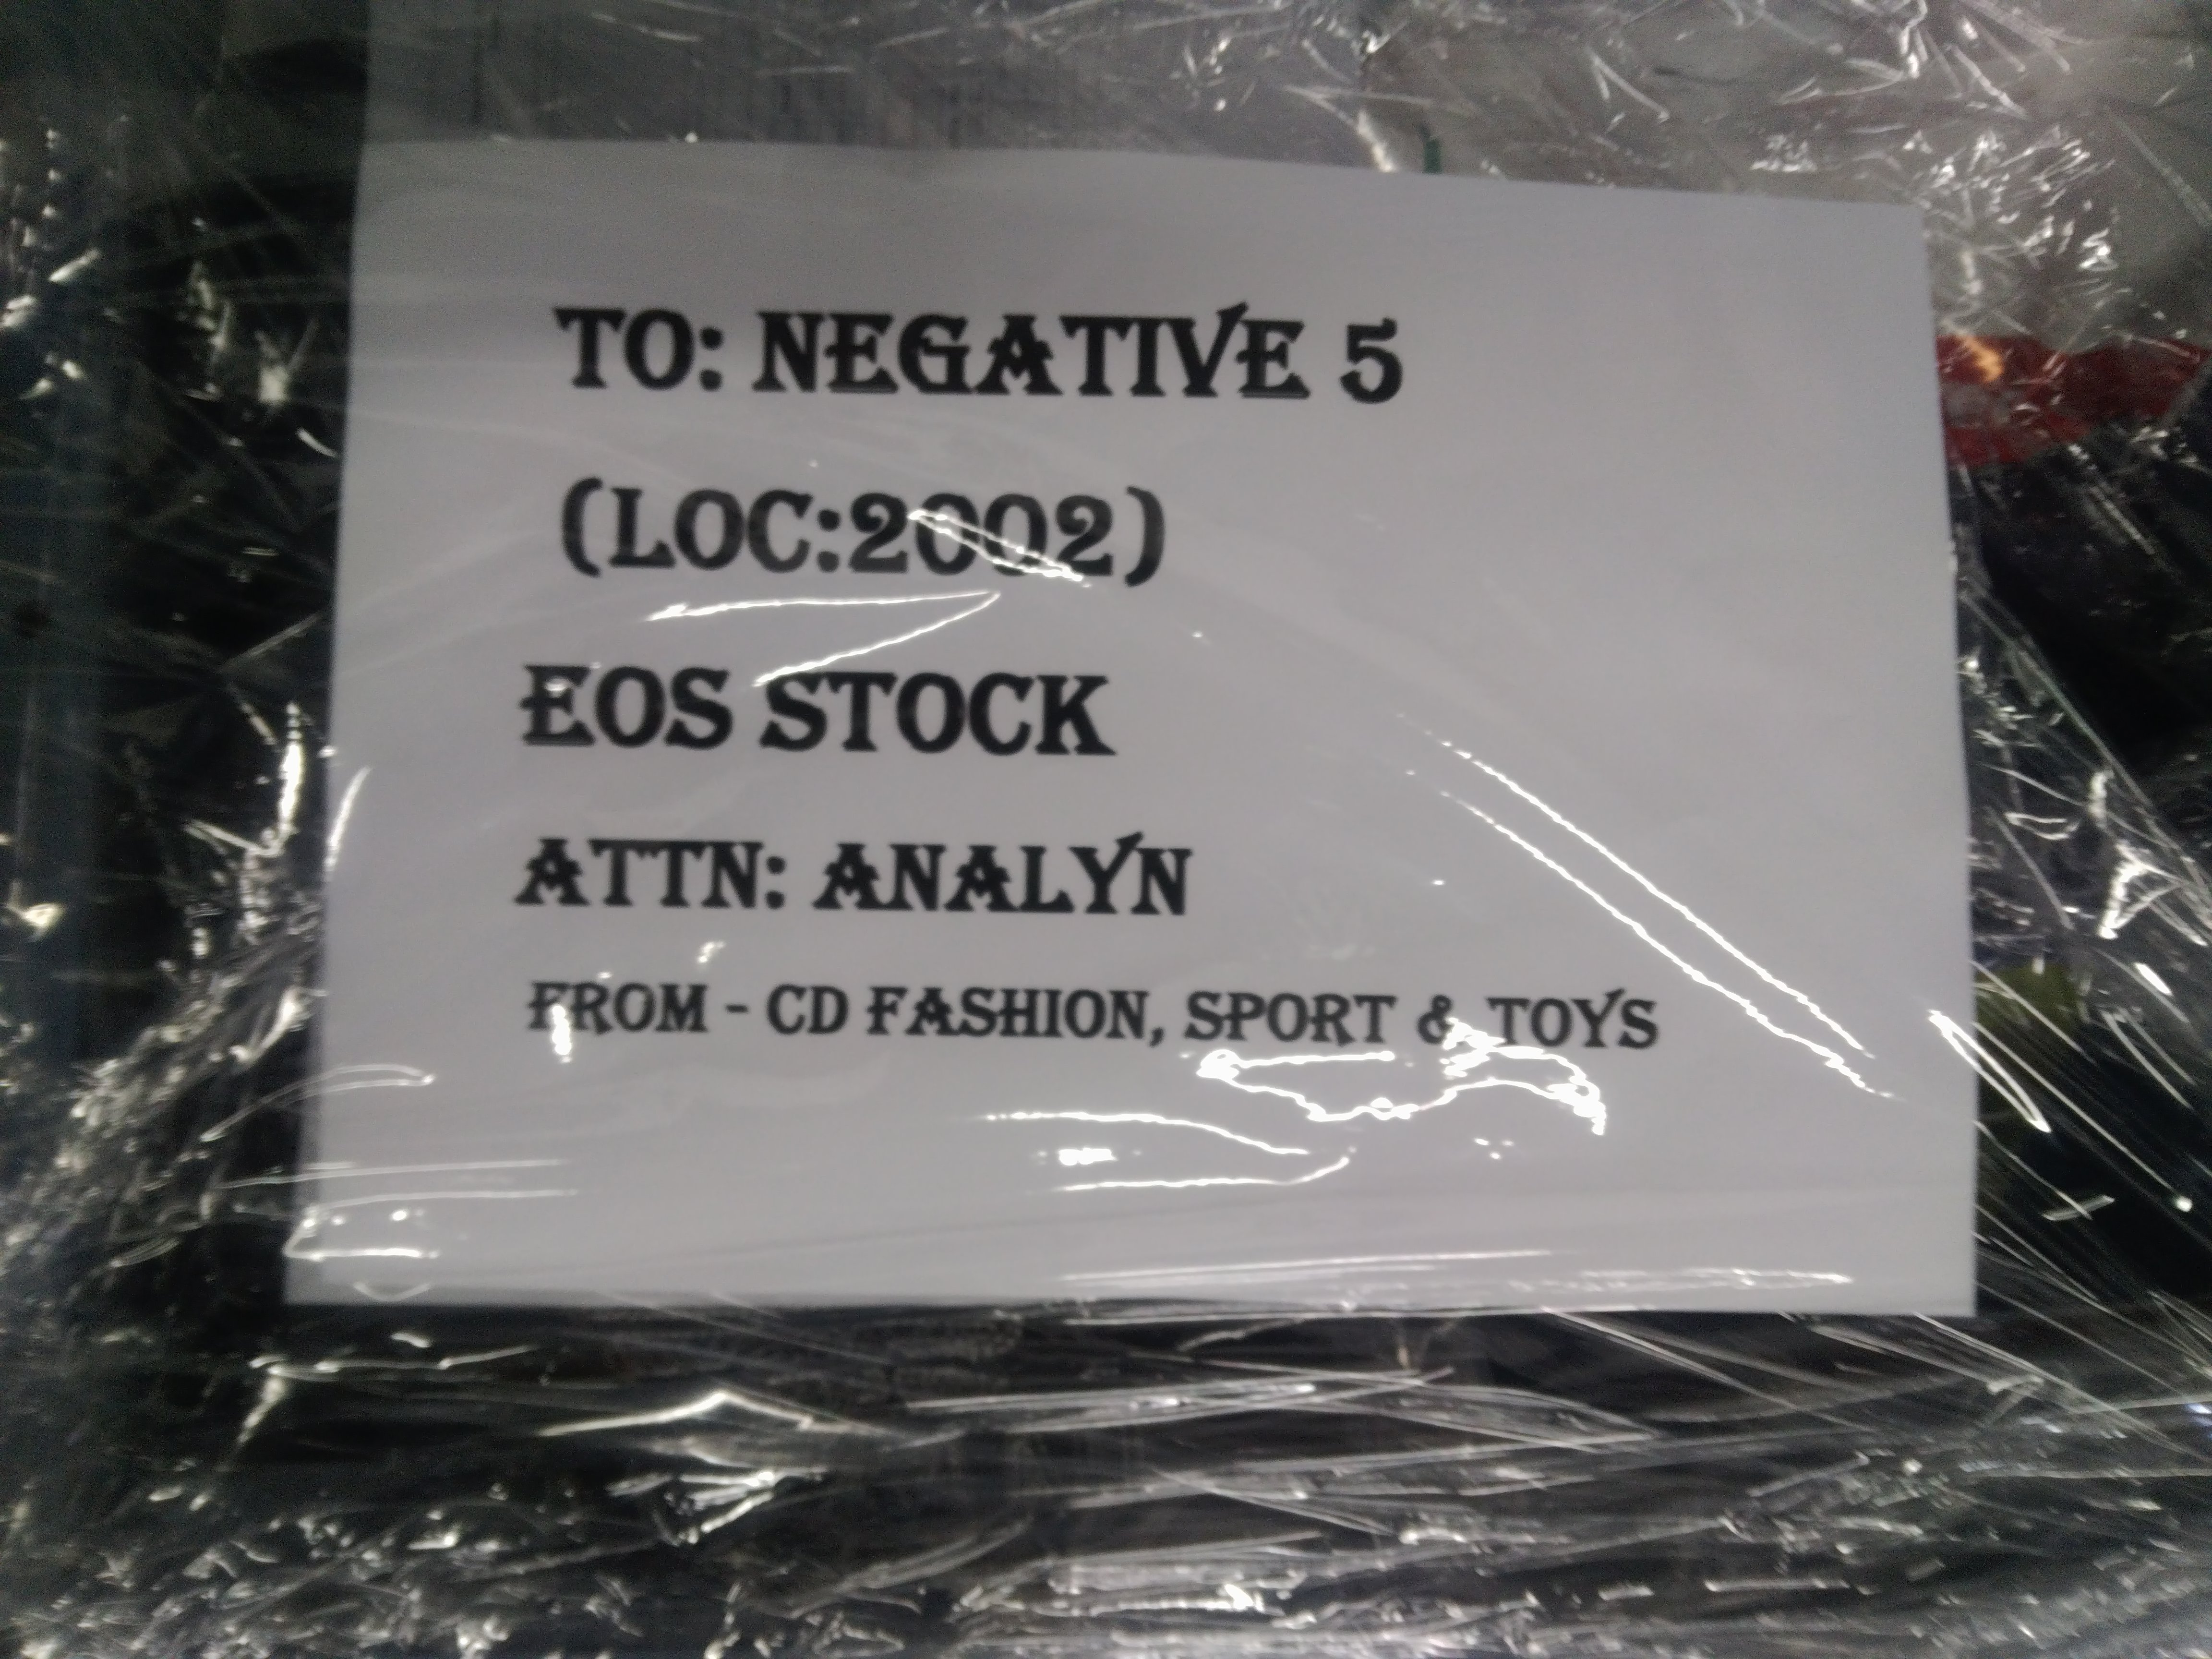 TO: NEGATIVE 5
(LOC:2002)
EOS STOCK
ATTN: ANALYN
FROM - CD FASHION, SPORT & TOYS